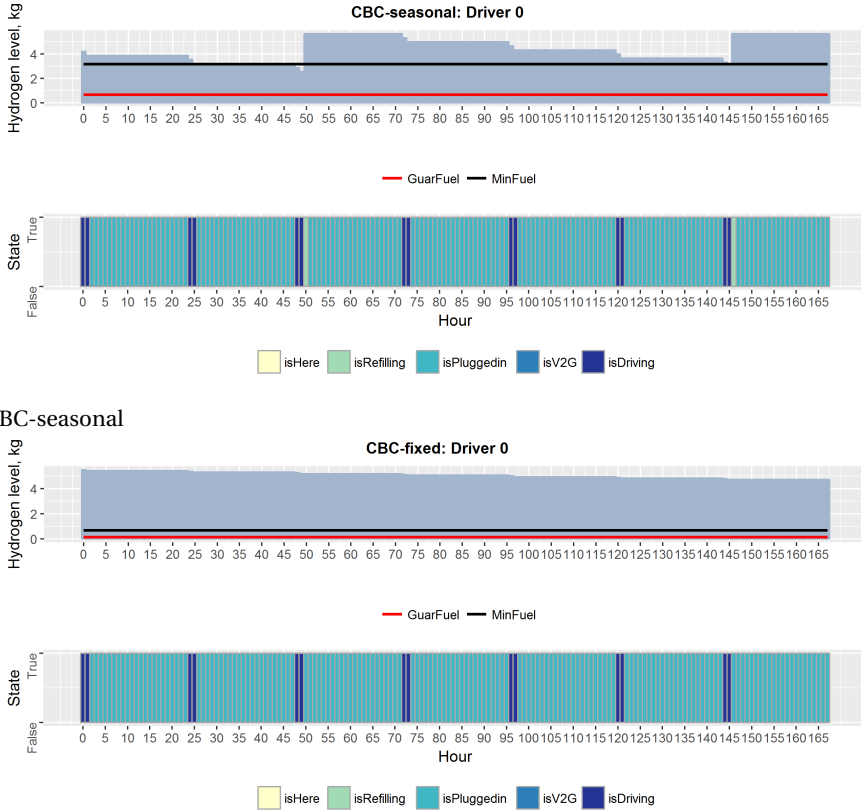 CBC-seasonal: Driver 0
Hydrogen level, kg
4
2
0
0 5 10 15 20 25 30 35 40 45 50 55 60 65 70 75 80 85 90 95 100 105 110 115 120 125 130 135 140 145 150 155 160 165
GuarFuel MinFuel
State
True
False
0 5 10 15 20 25 30 35 40 45 50 55 60 65 70 75 80 85 90 95 100 105 110 115 120 125 130 135 140 145 150 155 160 165
Hour
isHere isRefilling isPluggedin isV2G isDriving
BC-seasonal
CBC-fixed: Driver 0
Hydrogen level, kg
4
2
0
0 5 10 15 20 25 30 35 40 45 50 55 60 65 70 75 80 85 90 95 100 105 110 115 120 125 130 135 140 145 150 155 160 165
GuarFuel MinFuel
State
True
False
0 5 10 15 20 25 30 35 40 45 50 55 60 65 70 75 80 85 90 95 100 105 110 115 120 125 130 135 140 145 150 155 160 165
Hour
isHere isRefilling isPluggedin isV2G isDriving